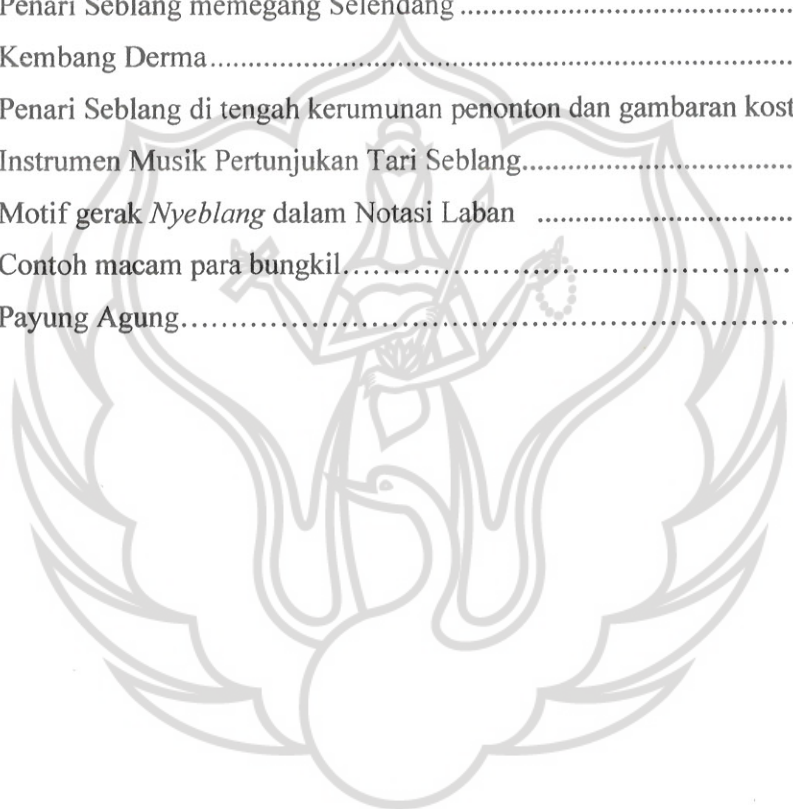 Penari Seblang memegang Selendang ..........................................
Kembang Derma..........................................................................
Penari Seblang di tengah kerumunan penonton dan gambaran kost
Instrumen Musik Pertunjukan Tari Seblang..................................
Motif gerak Nyeblang dalam Notasi Laban ................................
Contoh macam para bungkil..........................................................
Payung Agung..............................................................................